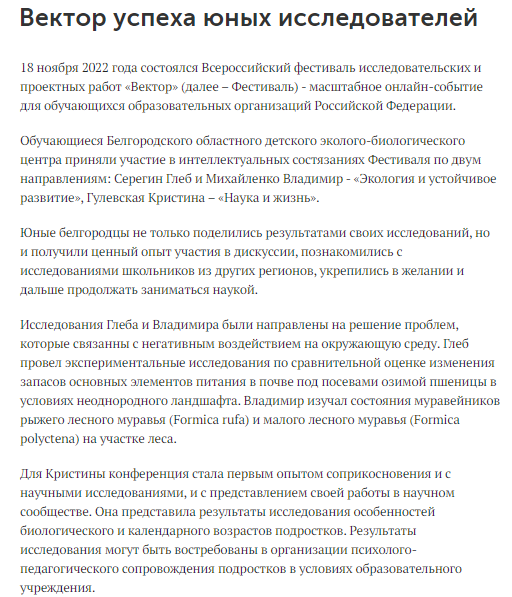 Вектор успеха юных исследователей
18 ноября 2022 года состоялся Всероссийский фестиваль исследовательских и
проектных работ «Вектор» (далее – Фестиваль) - масштабное онлайн-событие
для обучающихся образовательных организаций Российской Федерации.
Обучающиеся Белгородского областного детского эколого-биологического
центра приняли участие в интеллектуальных состязаниях Фестиваля по двум
направлениям: Серегин Глеб и Михайленко Владимир - «Экология и устойчивое
развитие», Гулевская Кристина – «Наука и жизнь».
Юные белгородцы не только поделились результатами своих исследований, но
и получили ценный опыт участия в дискуссии, познакомились с
исследованиями школьников из других регионов, укрепились в желании и
дальше продолжать заниматься наукой.
Исследования Глеба и Владимира были направлены на решение проблем,
которые связаны с негативным воздействием на окружающую среду. Глеб
провел экспериментальные исследования по сравнительной оценке изменения
запасов основных элементов питания в почве под посевами озимой пшеницы в
условиях неоднородного ландшафта. Владимир изучал состояния муравейников
рыжего лесного муравья (Formica rufa) и малого лесного муравья (Formica
polyctena) на участке леса.
Для Кристины конференция стала первым опытом соприкосновения и с
научными исследованиями, и с представлением своей работы в научном
сообществе. Она представила результаты исследования особенностей
биологического и календарного возрастов подростков. Результаты
исследования могут быть востребованы в организации психолого-
педагогического сопровождения подростков в условиях образовательного
учреждения.